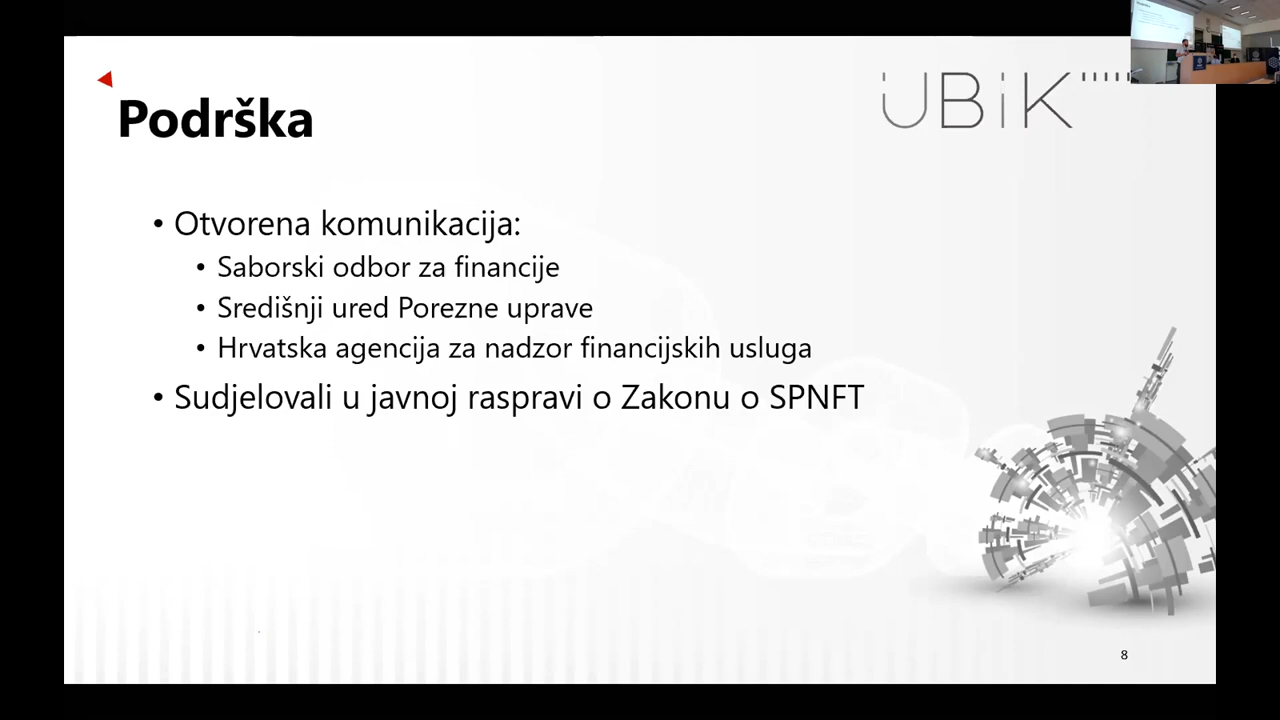 Podrška
UBiK
• Otvorena komunikacija:
• Saborski odbor za financije
• Središnji ured Porezne uprave
• Hrvatska agencija za nadzor financijskih usluga
• Sudjelovali u javnoj raspravi o Zakonu o SPNFT
8